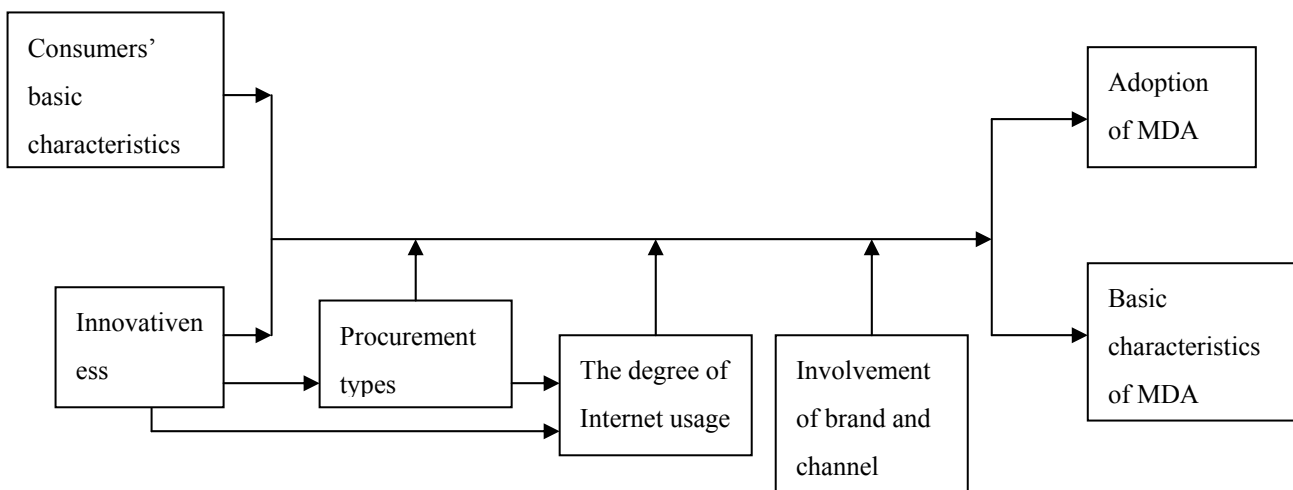 Consumers’
basic
characteristics
Adoption
of MDA
Innovativen
ess
Procurement
types
The degree of
Internet usage
Involvement
of brand and
channel
Basic
characteristics
of MDA